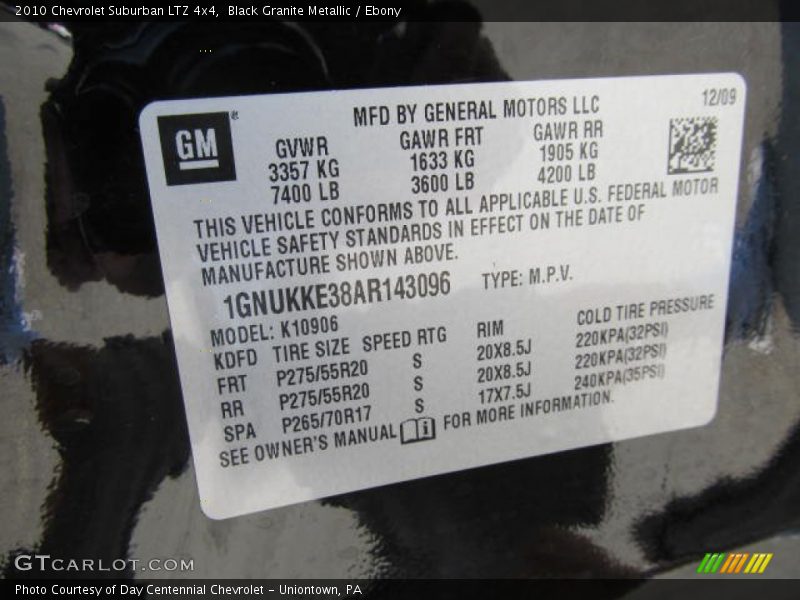 2010 Chevrolet Suburban LTZ 4x4,  Black Granite Metallic / Ebony
GM®
MFD BY GENERAL MOTORS LLC 12/09
GVWR GAWR FRT GAWR RR
3357 KG 1633 KG 1905 KG
7400 LB 3600 LB 4200 LB
THIS VEHICLE CONFORMS TO ALL APPLICABLE U.S. FEDERAL MOTOR
VEHICLE SAFETY STANDARDS IN EFFECT ON THE DATE OF
MANUFACTURE SHOWN ABOVE.
1GNUKKE38AR143096 TYPE: M.P.V.
MODEL: K10906
KDFD TIRE SIZE SPEED RTG RIM COLD TIRE PRESSURE
FRT P275/55R20 S 20X8.5J 220KPA(32PSI)
RR P275/55R20 S 20X8.5J 220KPA(32PSI)
SPA P265/70R17 S 17X7.5J 240KPA(35PSI)
SEE OWNER'S MANUAL FOR MORE INFORMATION.
GTCARLOT.COM
Photo Courtesy of Day Centennial Chevrolet - Uniontown, PA